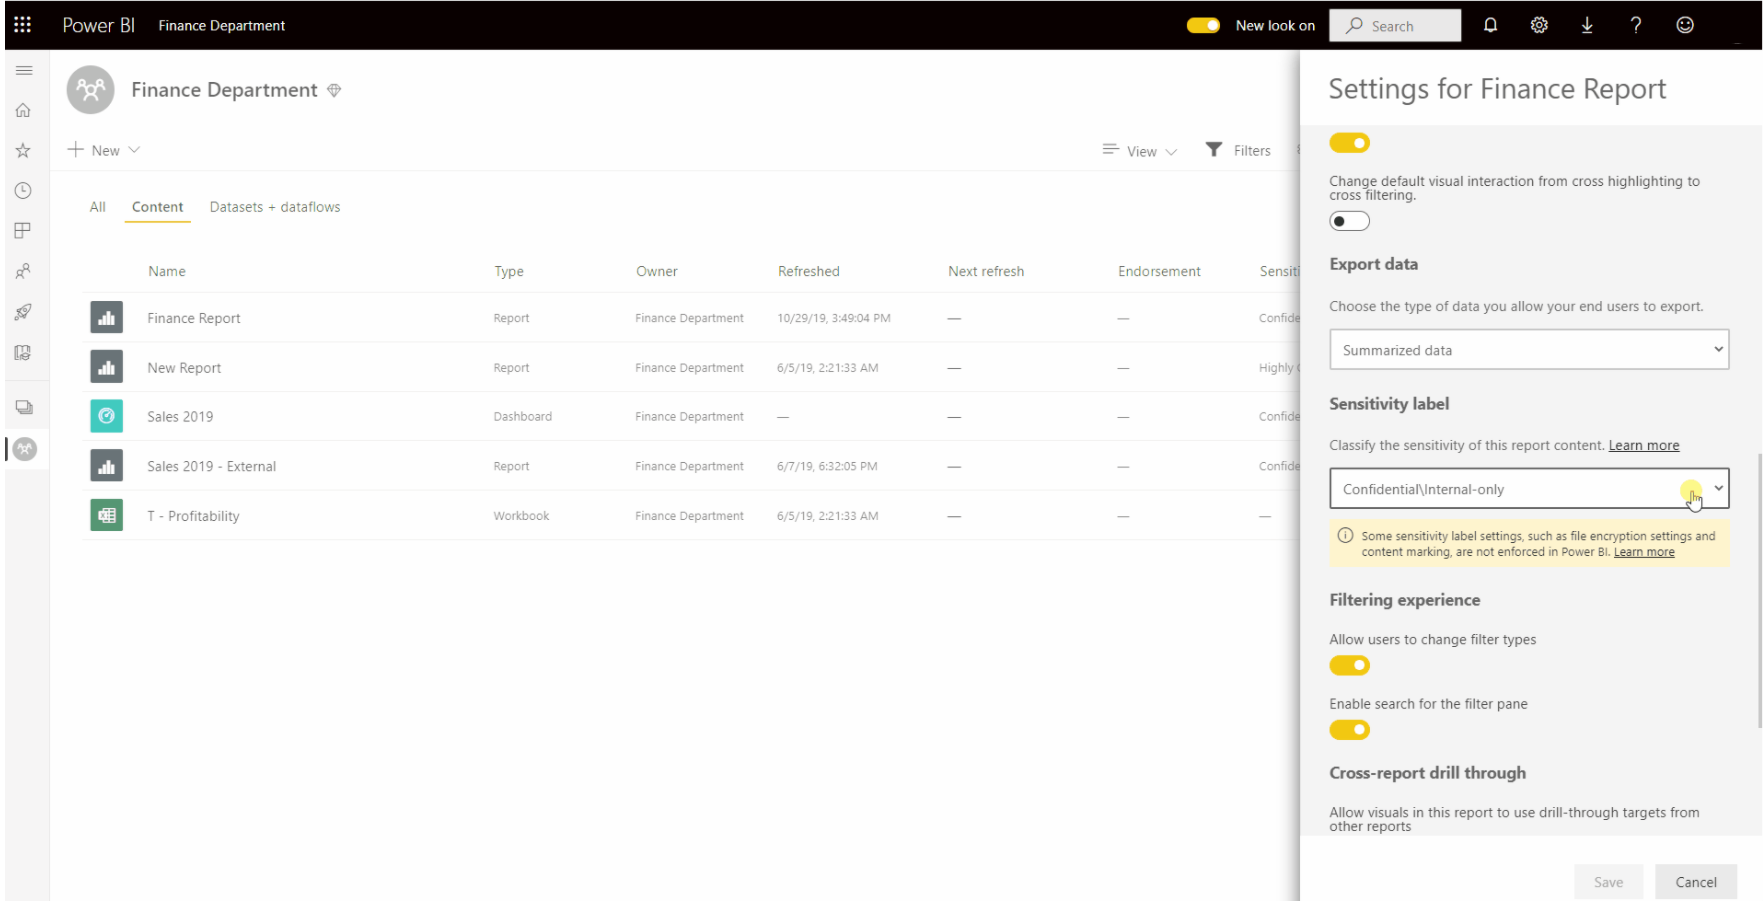 Power BI Finance Department New look on Search
Finance Department
New View Filters
All Content Datasets + dataflows
Name Type Owner Refreshed Next refresh Endorsement Sensiti
Finance Report Report Finance Department 10/29/19, 3:49:04 PM — — Confide
New Report Report Finance Department 6/5/19, 2:21:33 AM — — Highly
Sales 2019 Dashboard Finance Department — — — Confide
Sales 2019 - External Report Finance Department 6/7/19, 6:32:05 PM — — Confide
T - Profitability Workbook Finance Department 6/5/19, 2:21:33 AM — — —
Settings for Finance Report
Change default visual interaction from cross highlighting to
cross filtering.
Export data
Choose the type of data you allow your end users to export.
Summarized data
Sensitivity label
Classify the sensitivity of this report content. Learn more
Confidential\Internal-only
Some sensitivity label settings, such as file encryption settings and
content marking, are not enforced in Power BI. Learn more
Filtering experience
Allow users to change filter types
Enable search for the filter pane
Cross-report drill through
Allow visuals in this report to use drill-through targets from
other reports
Save Cancel